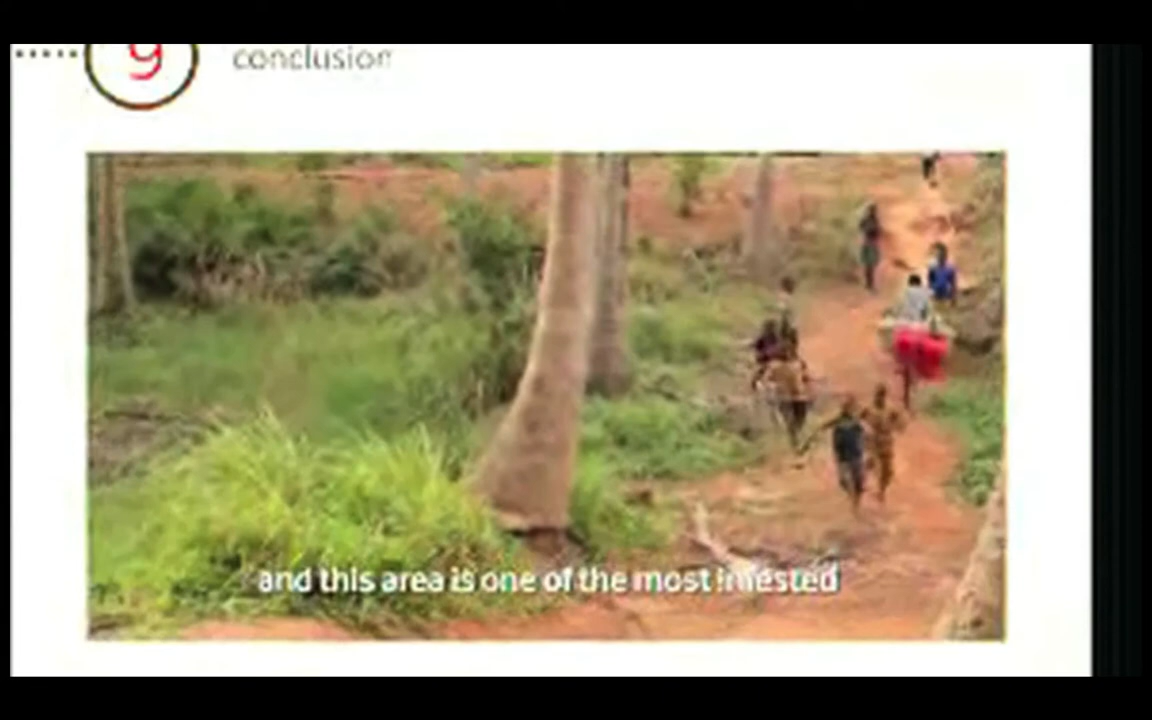 9
conclusion
and this area is one of the most infested